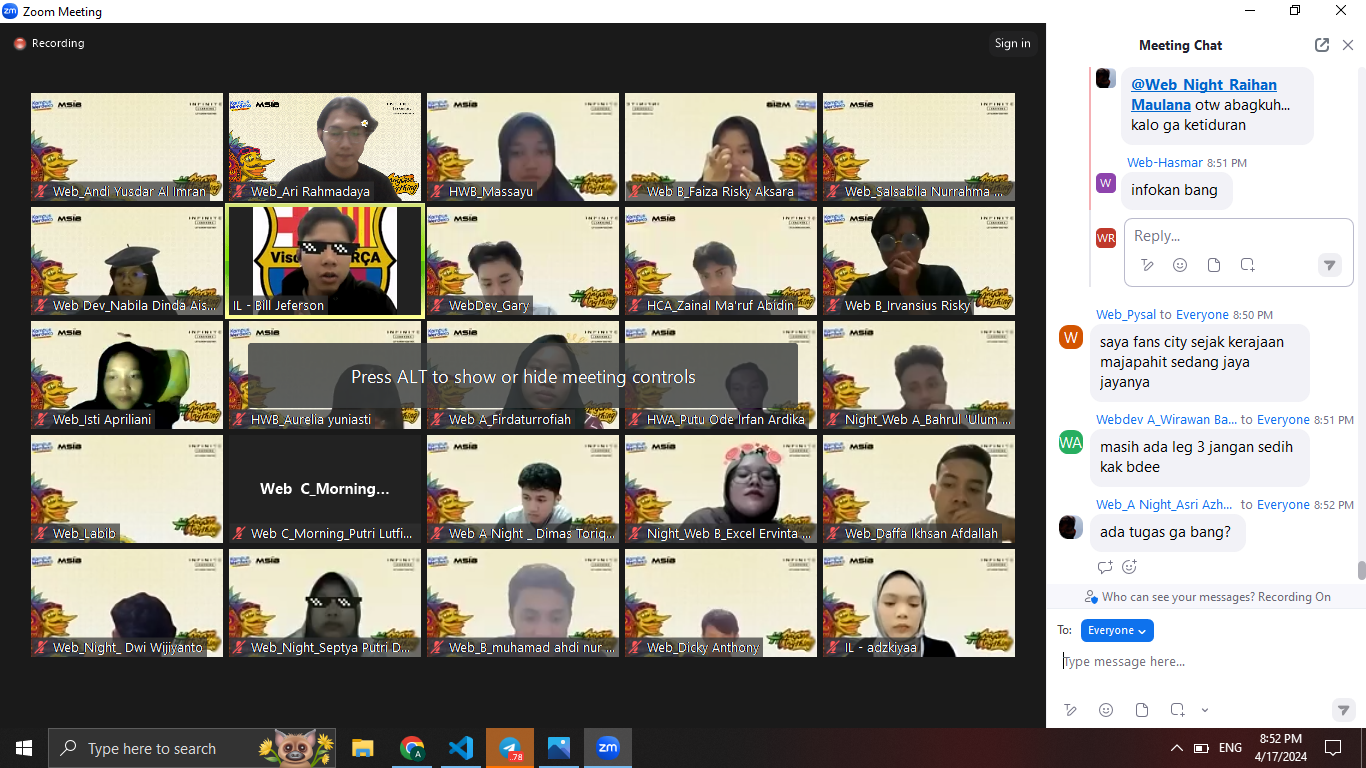 Zoom Meeting
Recording
Sign in
Web_Andi Yusdar Al Imran
Web_Ari Rahmadaya
HWB_Massayu
Web B_Faiza Risky Aksara
Web_Salsabila Nurrahma...
Web Dev_Nabila Dinda Ais...
IL - Bill Jeferson
WebDev_Gary
HCA_Zainal Ma'ruf Abidin
Web B_Irvansius Risky
Press ALT to show or hide meeting controls
Web_Isti Apriliani
HWB_Aurelia yuniasti
Web A_Firdaturrofiah
HWA_Putu Ode Irfan Ardika
Night_Web A_Bahrul 'Ulum ...
Web C_Morning...
Web_Labib
Web C_Morning_Putri Lutfi...
Web A Night _ Dimas Toriq...
Night_Web B_Excel Ervinta ...
Web_Daffa Ikhsan Afdallah
Web_Night_ Dwi Wijiyanto
Web_Night_Septya Putri D...
Web_B_muhamad ahdi nur ...
Web_Dicky Anthony
IL - adzkiyaa
Meeting Chat
@Web Night_Raihan
Maulana otw abagkuh...
kalo ga ketiduran
Web-Hasmar 8:51 PM
W
infokan bang
WR
Reply...
Web_Pysal to Everyone 8:50 PM
W
saya fans city sejak kerajaan
majapahit sedang jaya
jayanya
Webdev A_Wirawan Ba... to Everyone 8:51 PM
WA
masih ada leg 3 jangan sedih
kak bdee
Web_A Night_Asri Azh... to Everyone 8:52 PM
ada tugas ga bang?
Who can see your messages? Recording On
To: Everyone
Type message here...
Type here to search
..78
zm
ENG
8:52 PM
4/17/2024